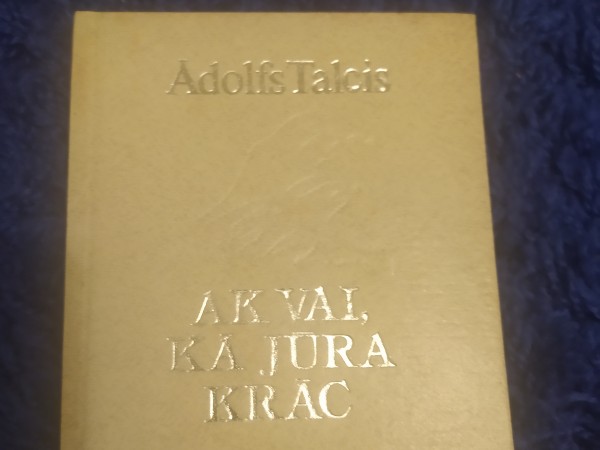 Ādolfs Talcis
AK VAI,
KĀ JŪRA
KRĀC